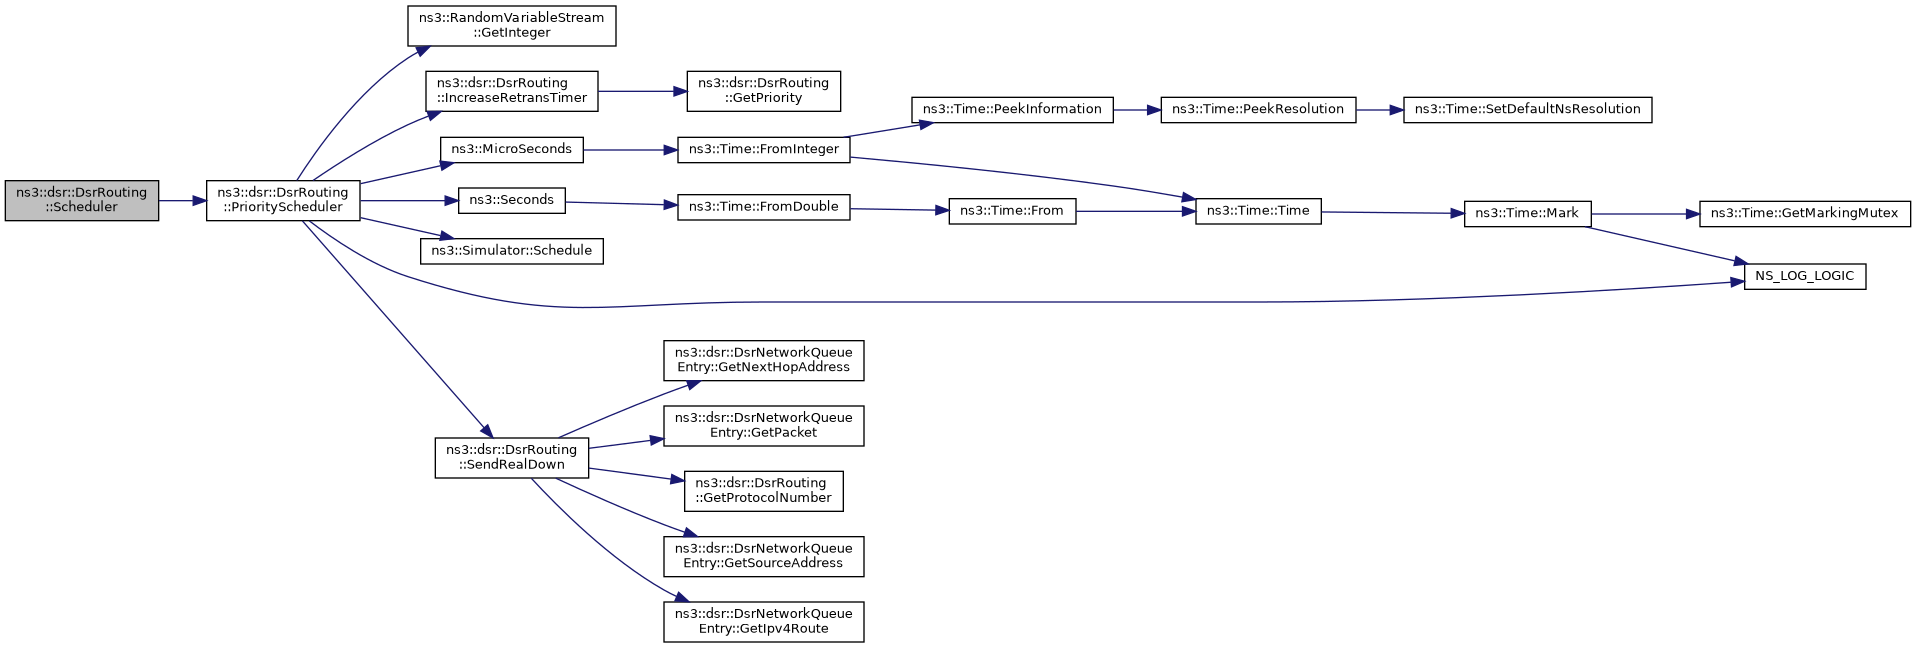 ns3::dsr::DsrRouting
::Scheduler
ns3::dsr::DsrRouting
::PriorityScheduler
ns3::RandomVariableStream
::GetInteger
ns3::dsr::DsrRouting
::IncreaseRetransTimer
ns3::dsr::DsrRouting
::GetPriority
ns3::MicroSeconds
ns3::Time::FromInteger
ns3::Time::PeekInformation
ns3::Time::PeekResolution
ns3::Time::SetDefaultNsResolution
ns3::Seconds
ns3::Time::FromDouble
ns3::Time::From
ns3::Time::Time
ns3::Time::Mark
ns3::Time::GetMarkingMutex
ns3::Simulator::Schedule
NS_LOG_LOGIC
ns3::dsr::DsrRouting
::SendRealDown
ns3::dsr::DsrNetworkQueue
Entry::GetNextHopAddress
ns3::dsr::DsrNetworkQueue
Entry::GetPacket
ns3::dsr::DsrRouting
::GetProtocolNumber
ns3::dsr::DsrNetworkQueue
Entry::GetSourceAddress
ns3::dsr::DsrNetworkQueue
Entry::GetIpv4Route